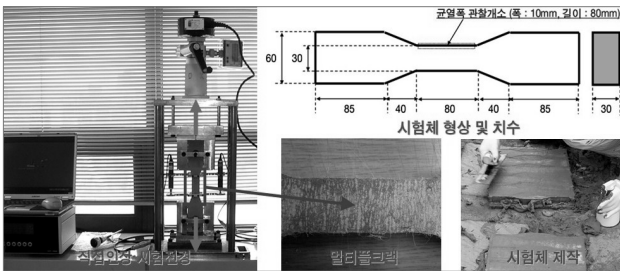 균열폭 관찰개소 (폭 : 10mm, 길이 : 80mm)
60
30
85
40
80
40
85
30
시험체 형상 및 치수
직접인장 시험전경
멀티플크랙
시험체 제작